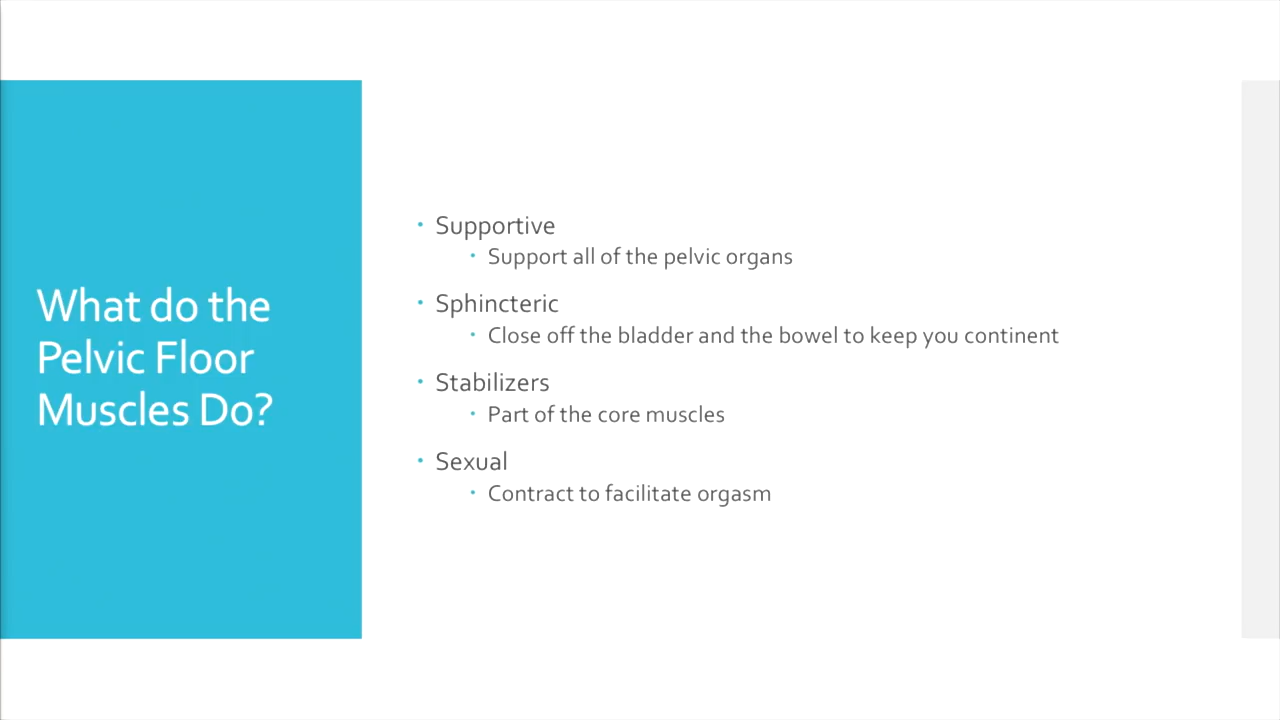 What do the
Pelvic Floor
Muscles Do?
• Supportive
• Support all of the pelvic organs
• Sphincteric
• Close off the bladder and the bowel to keep you continent
• Stabilizers
• Part of the core muscles
• Sexual
• Contract to facilitate orgasm